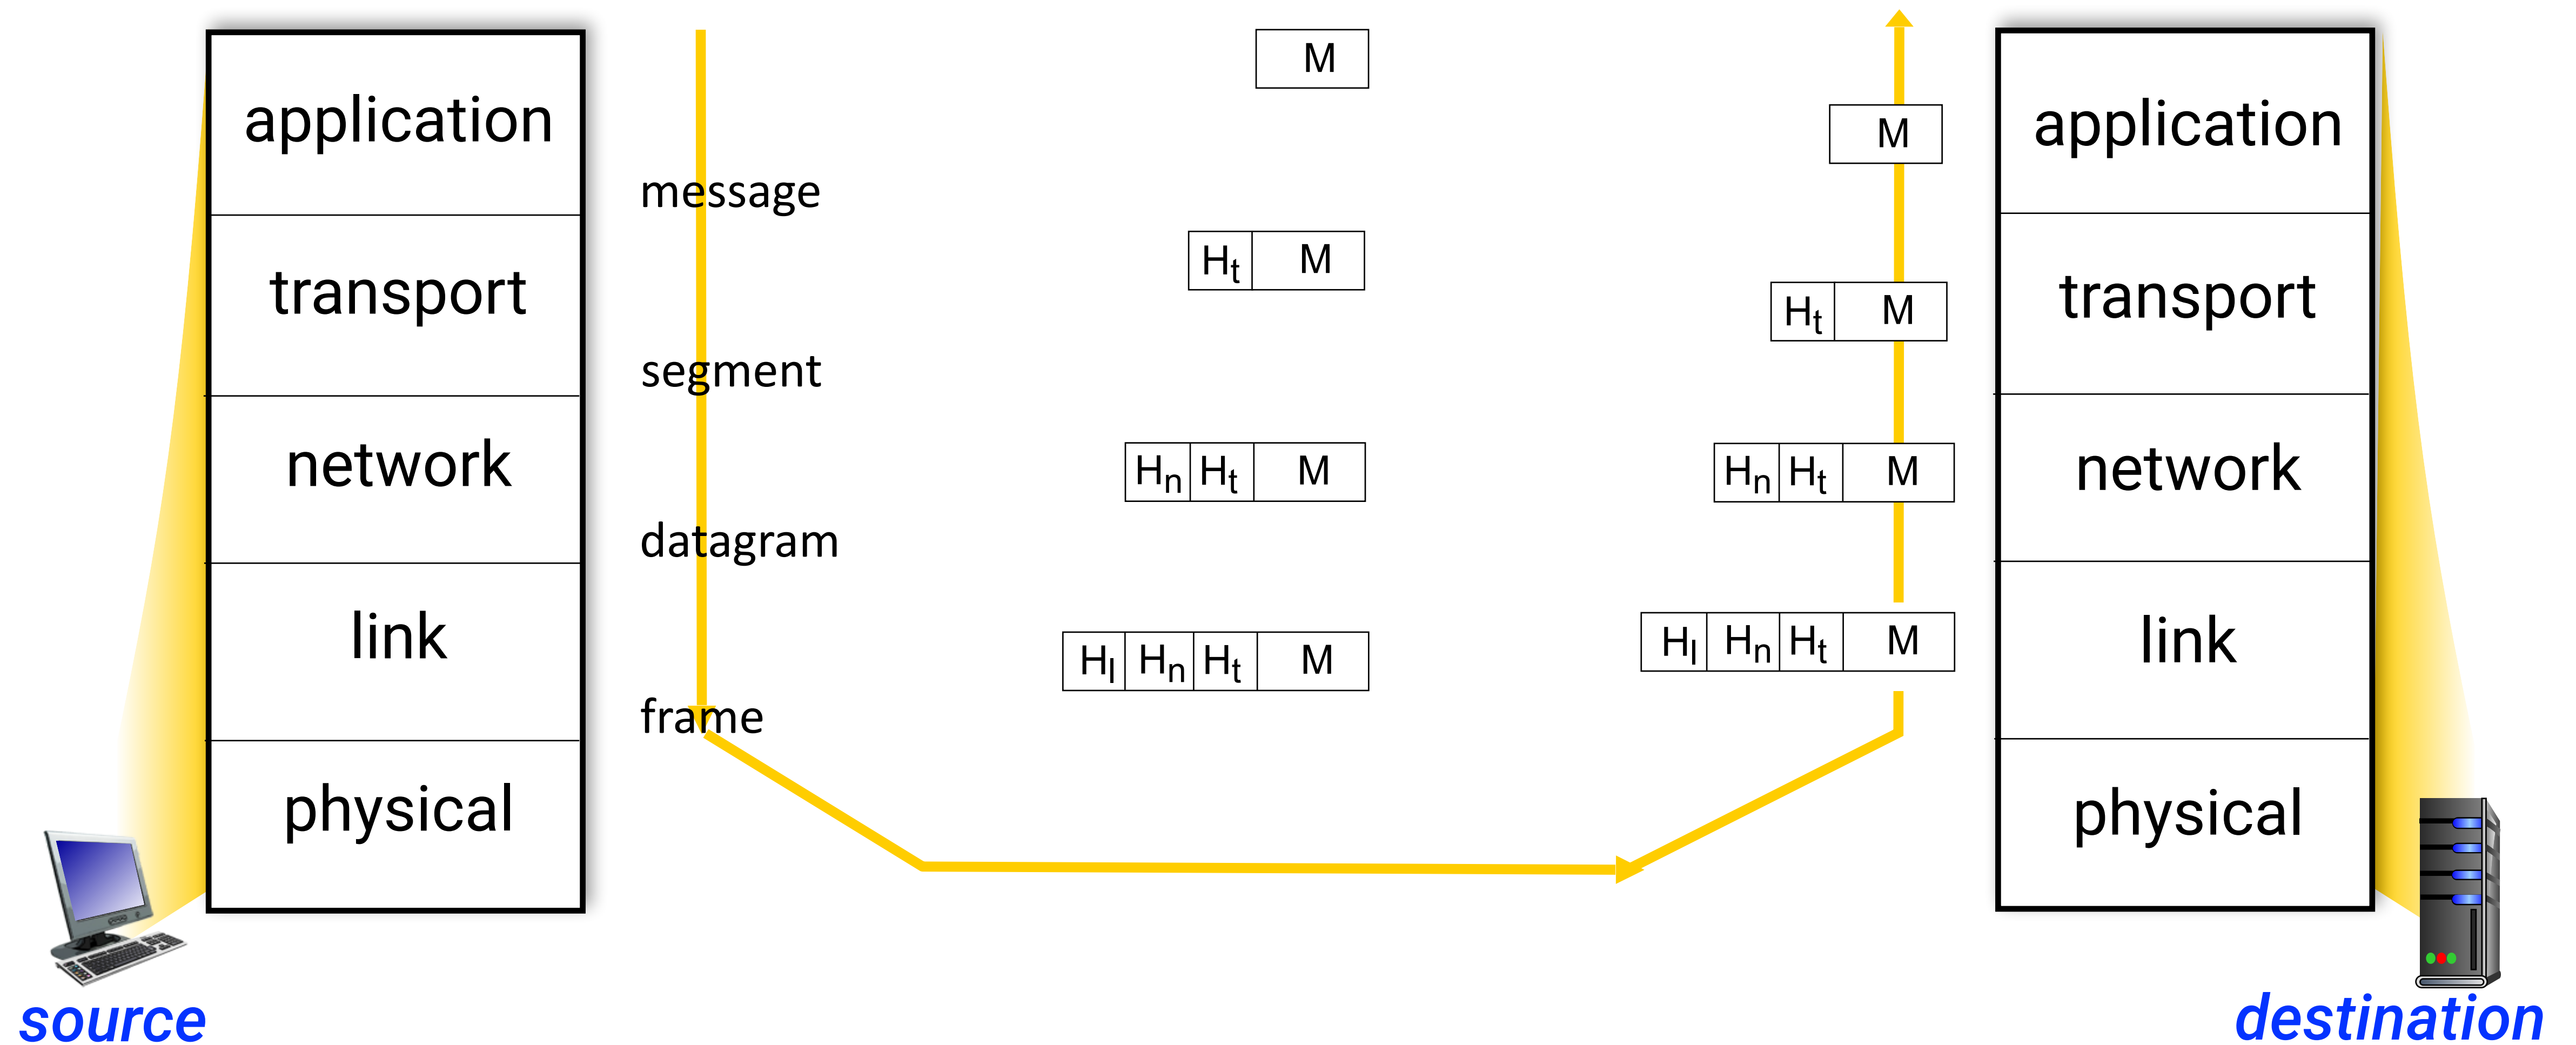 application
transport
network
link
physical
source
message
segment
datagram
frame
M
Ht M
Hn Ht M
Hl Hn Ht M
M
Ht M
Hn Ht M
Hl Hn Ht M
application
transport
network
link
physical
destination